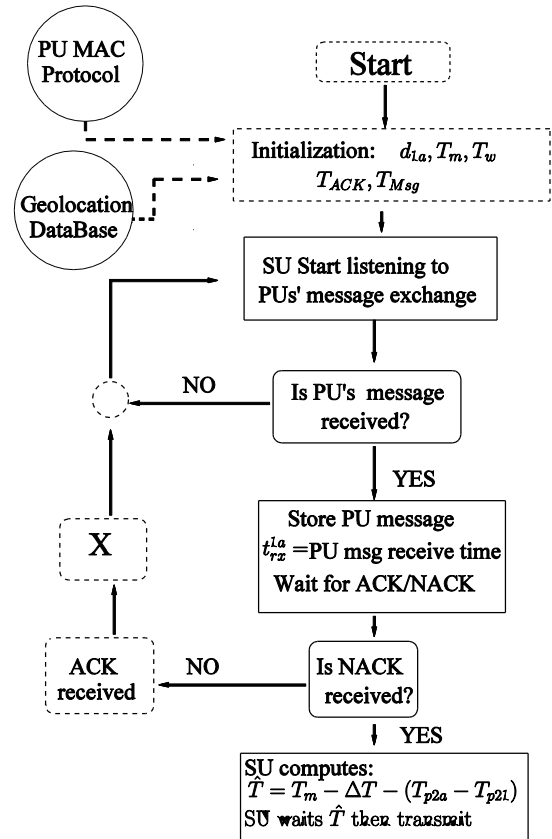 PU MAC
Protocol
Start
Initialization: d_{1a}, T_m, T_w
T_{ACK}, T_{Msg}
Geolocation
DataBase
SU Start listening to
PUs' message exchange
NO
Is PU's message
received?
YES
Store PU message
t_{rx}^{1a} =PU msg receive time
Wait for ACK/NACK
X
ACK
received
NO
Is NACK
received?
YES
SU computes:
T̂ = T_m − ΔT − (T_{p2a} − T_{p21})
SU waits T̂ then transmit